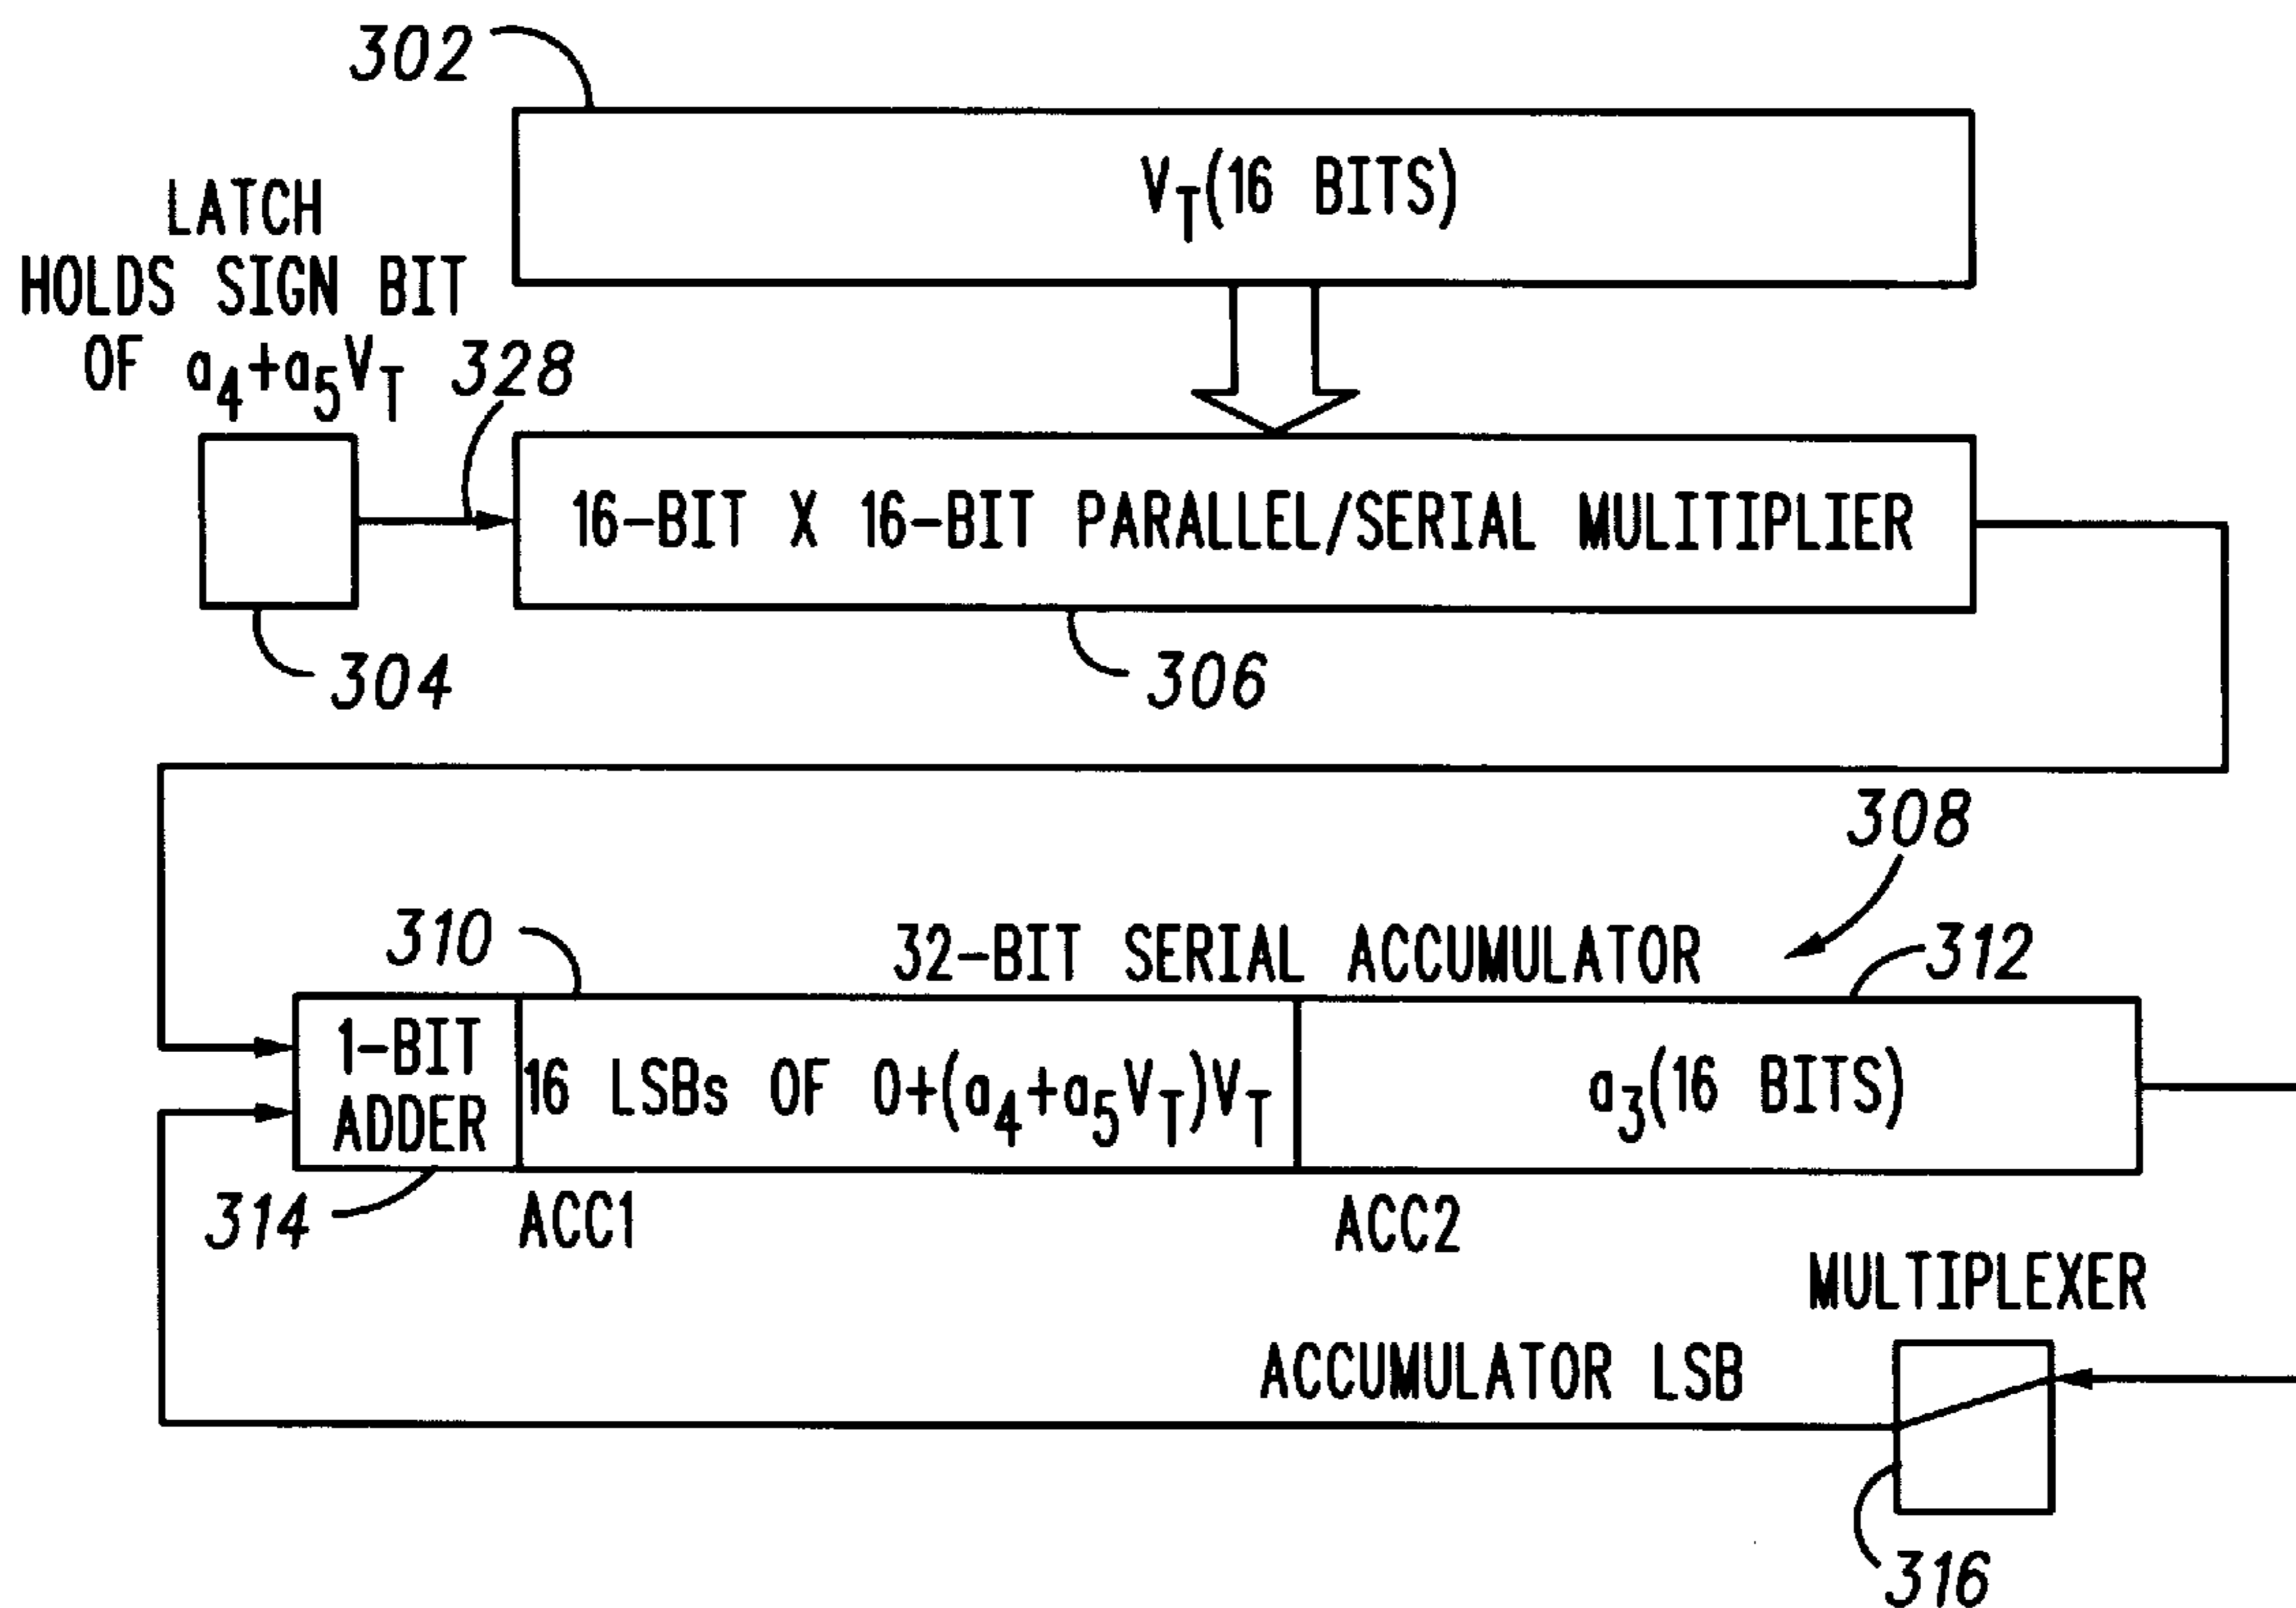 302
V_T(16 BITS)
LATCH
HOLDS SIGN BIT
OF a_4+a_5V_T
328
16-BIT X 16-BIT PARALLEL/SERIAL MULITIPLIER
304
306
308
310
32-BIT SERIAL ACCUMULATOR
312
1-BIT
ADDER
16 LSBs OF 0+(a_4+a_5V_T)V_T
a_3(16 BITS)
314
ACC1
ACC2
MULTIPLEXER
ACCUMULATOR LSB
316